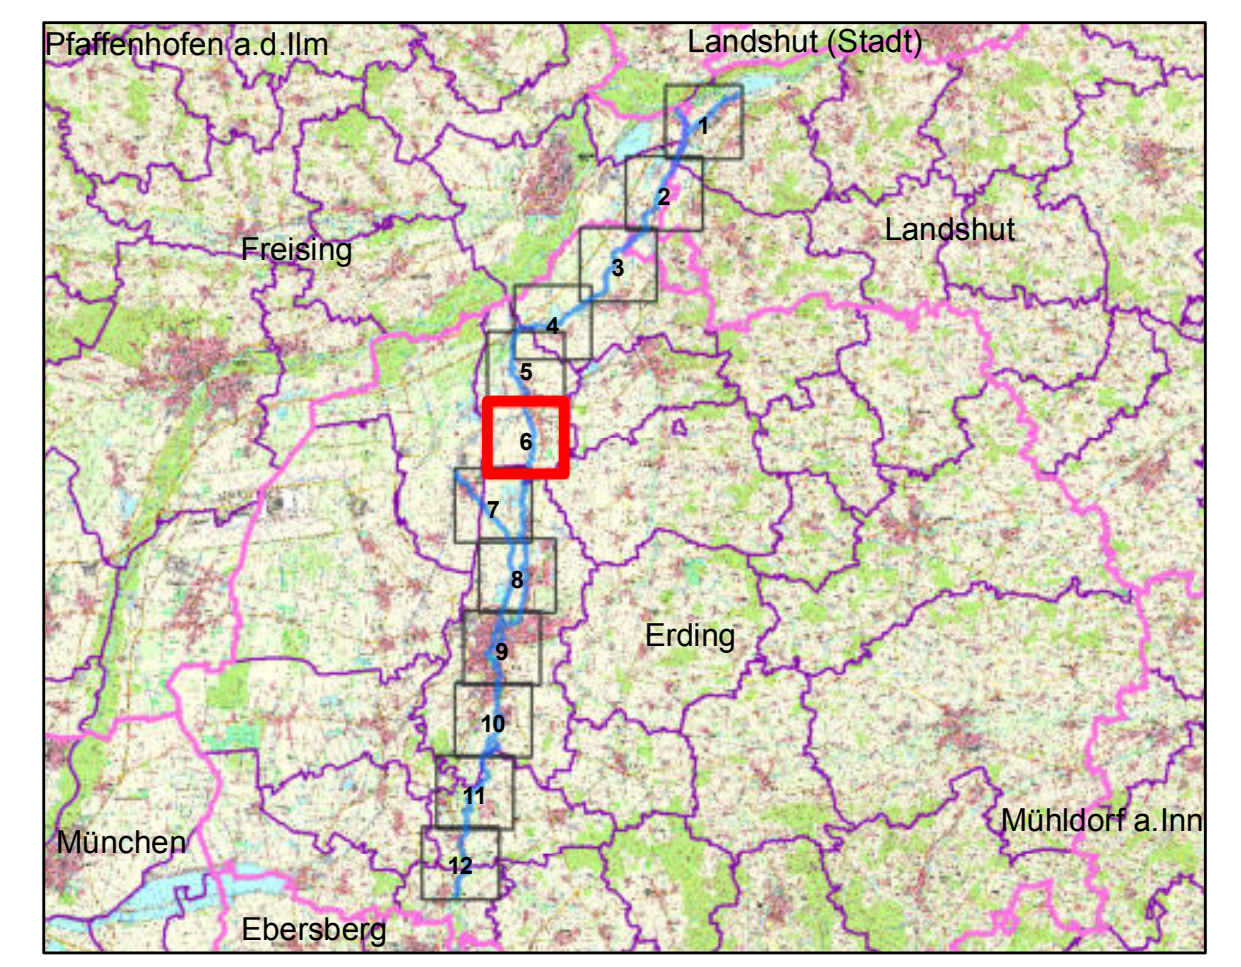 Pfaffenhofen a.d.Ilm
Landshut (Stadt)
1
2
Landshut
Freising
3
4
5
6
7
8
Erding
9
10
11
Mühldorf a.Inn
München
12
Ebersberg